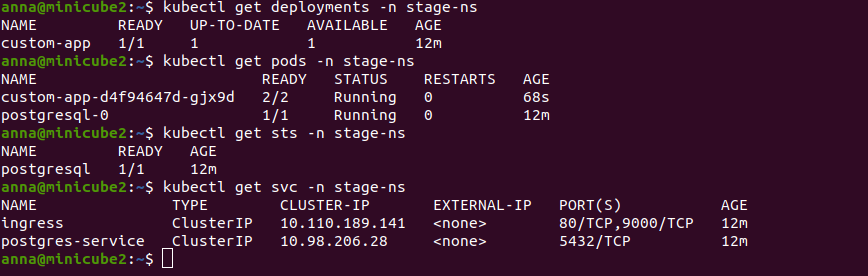 anna@minicube2:~$ kubectl get deployments -n stage-ns
NAME         READY   UP-TO-DATE   AVAILABLE   AGE
custom-app   1/1     1            1           12m
anna@minicube2:~$ kubectl get pods -n stage-ns
NAME                         READY   STATUS    RESTARTS   AGE
custom-app-d4f94647d-gjx9d   2/2     Running   0          68s
postgresql-0                 1/1     Running   0          12m
anna@minicube2:~$ kubectl get sts -n stage-ns
NAME         READY   AGE
postgresql   1/1     12m
anna@minicube2:~$ kubectl get svc -n stage-ns
NAME               TYPE        CLUSTER-IP       EXTERNAL-IP   PORT(S)           AGE
ingress            ClusterIP   10.110.189.141   <none>        80/TCP,9000/TCP   12m
postgres-service   ClusterIP   10.98.206.28     <none>        5432/TCP          12m
anna@minicube2:~$